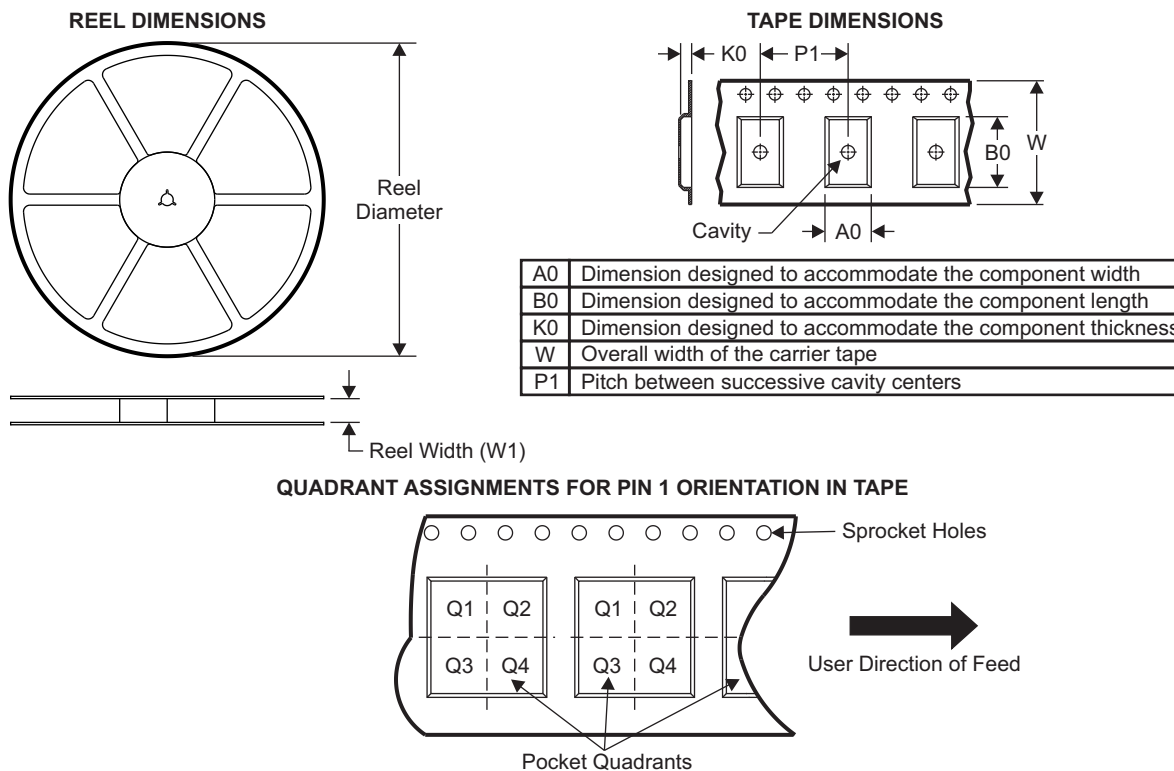 REEL DIMENSIONS
Reel
Diameter
Reel Width (W1)
TAPE DIMENSIONS
K0
P1
W
B0
Cavity
A0
A0 Dimension designed to accommodate the component width
B0 Dimension designed to accommodate the component length
K0 Dimension designed to accommodate the component thickness
W Overall width of the carrier tape
P1 Pitch between successive cavity centers
QUADRANT ASSIGNMENTS FOR PIN 1 ORIENTATION IN TAPE
Sprocket Holes
Q1 Q2 Q1 Q2
Q3 Q4 Q3 Q4
User Direction of Feed
Pocket Quadrants